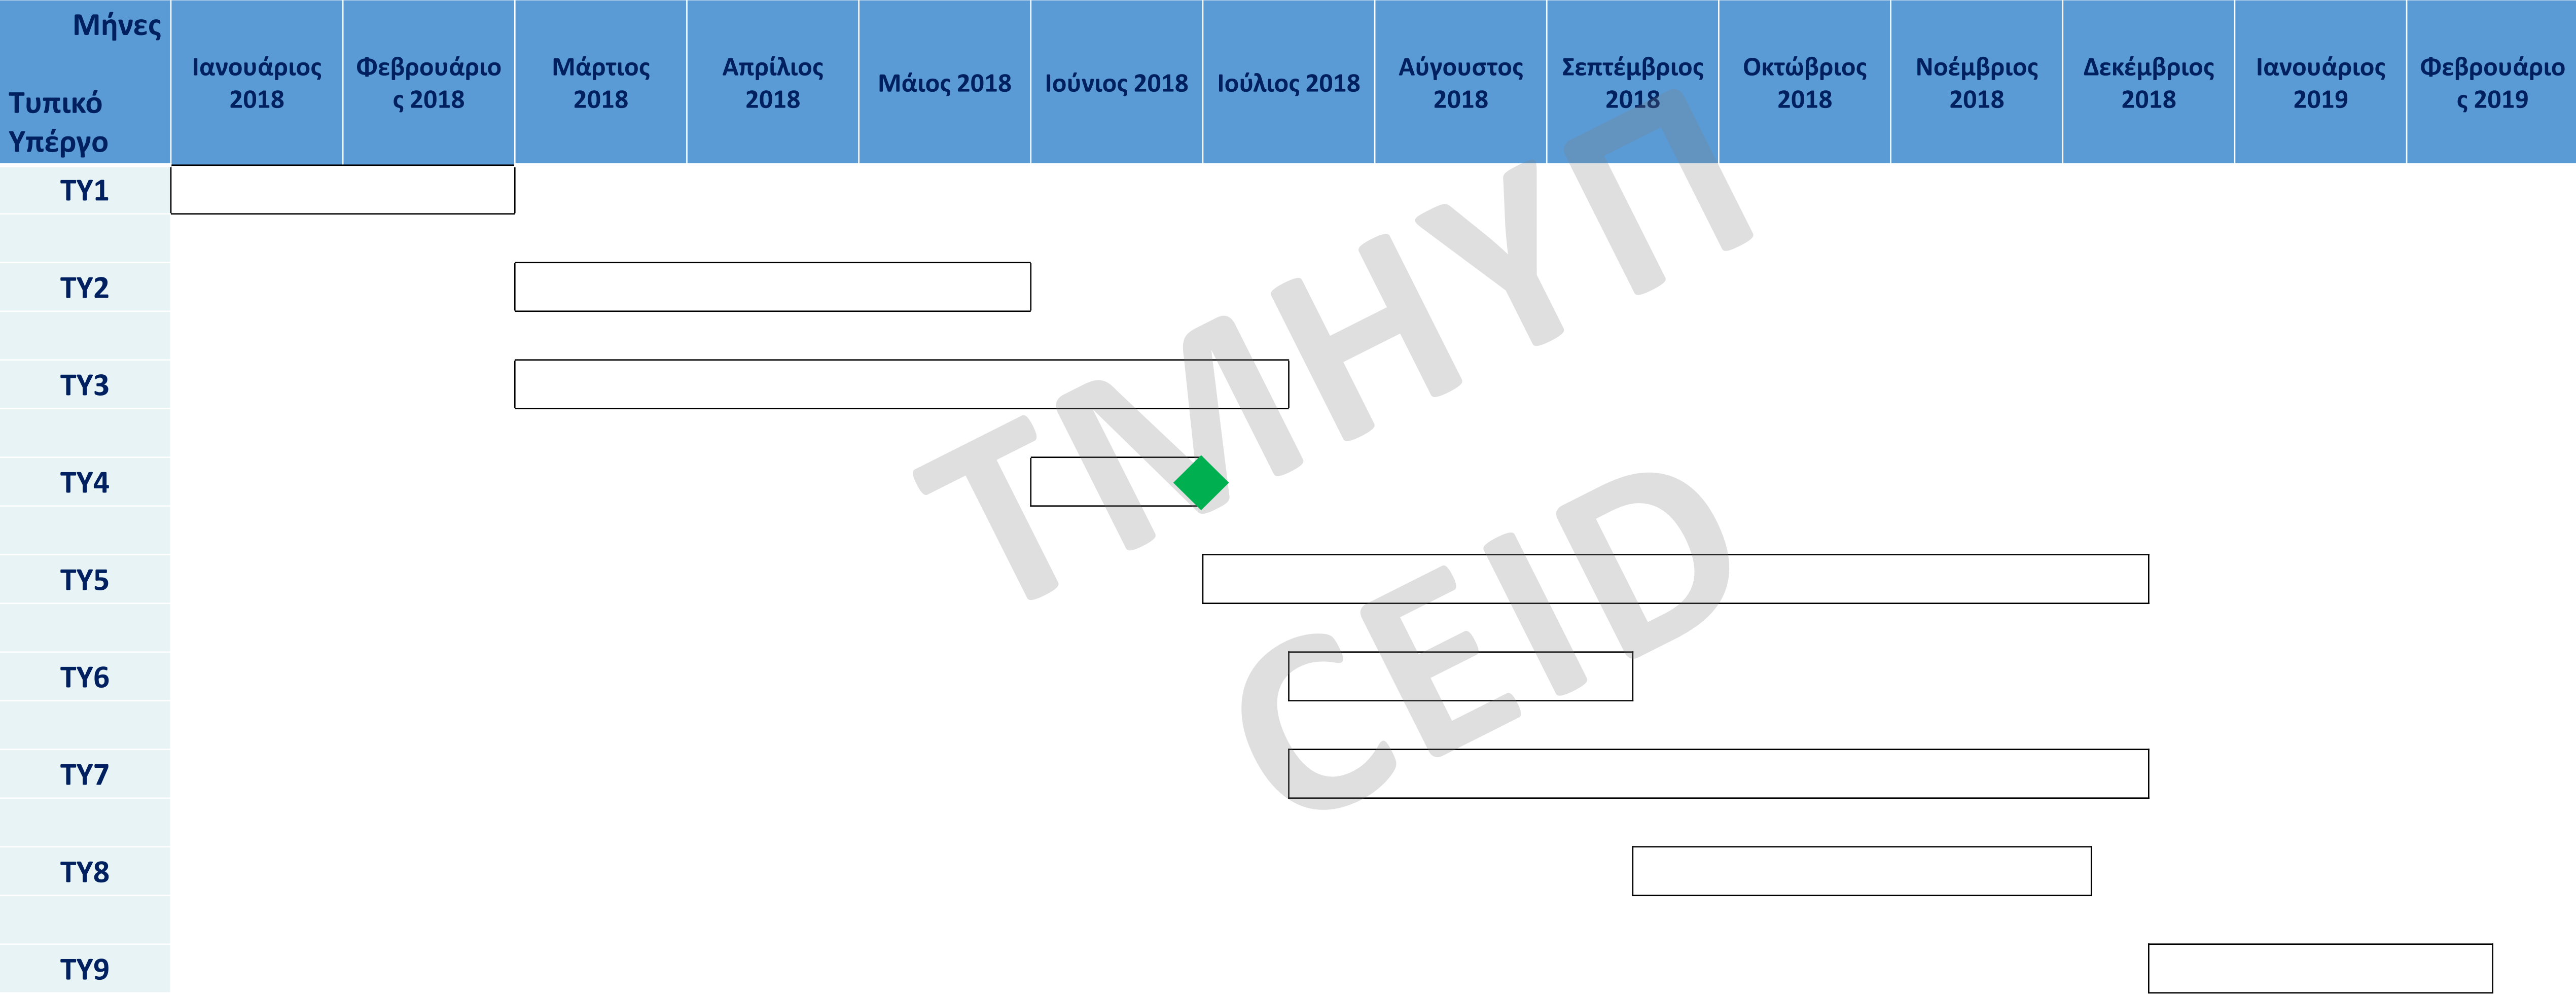 Μήνες
Τυπικό
Υπέργο
Ιανουάριος
2018
Φεβρουάριο
ς 2018
Μάρτιος
2018
Απρίλιος
2018
Μάιος 2018
Ιούνιος 2018
Ιούλιος 2018
Αύγουστος
2018
Σεπτέμβριος
2018
Οκτώβριος
2018
Νοέμβριος
2018
Δεκέμβριος
2018
Ιανουάριος
2019
Φεβρουάριο
ς 2019
ΤΥ1
ΤΥ2
ΤΥ3
ΤΥ4
ΤΥ5
ΤΥ6
ΤΥ7
ΤΥ8
ΤΥ9
ΤΜΗΥΠ
CEID